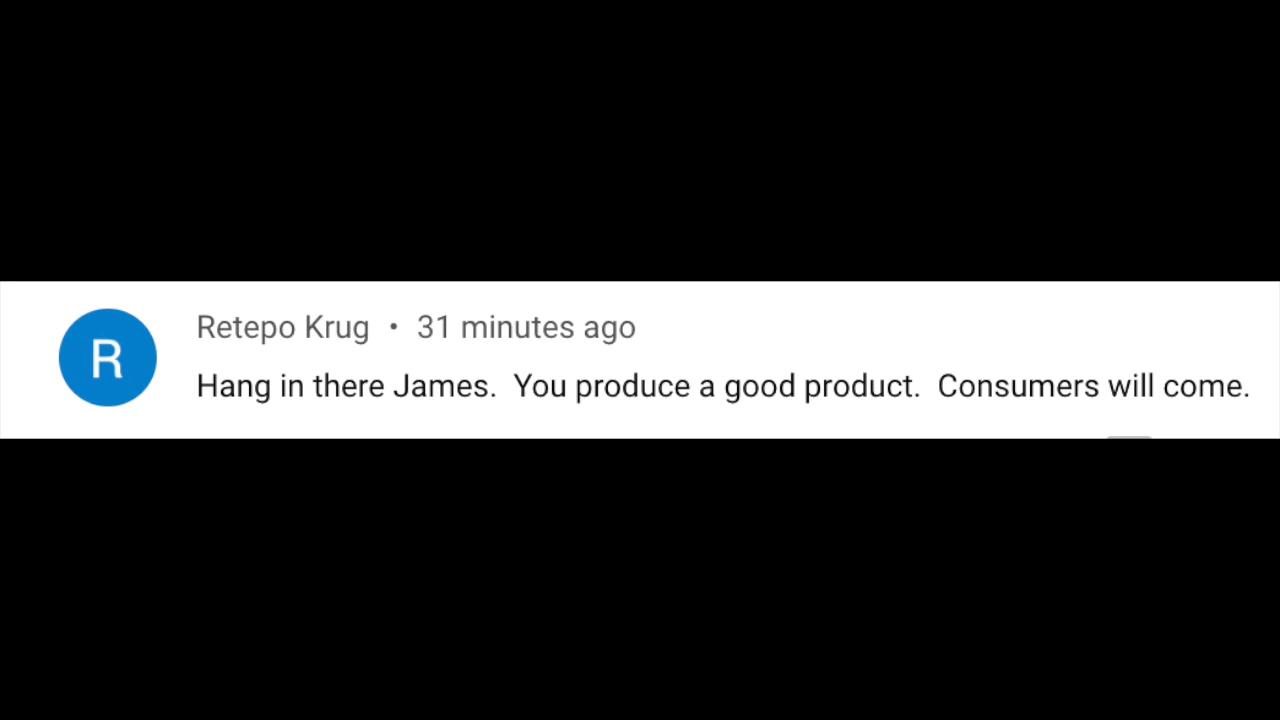 R
Retepo Krug • 31 minutes ago
Hang in there James.  You produce a good product.  Consumers will come.